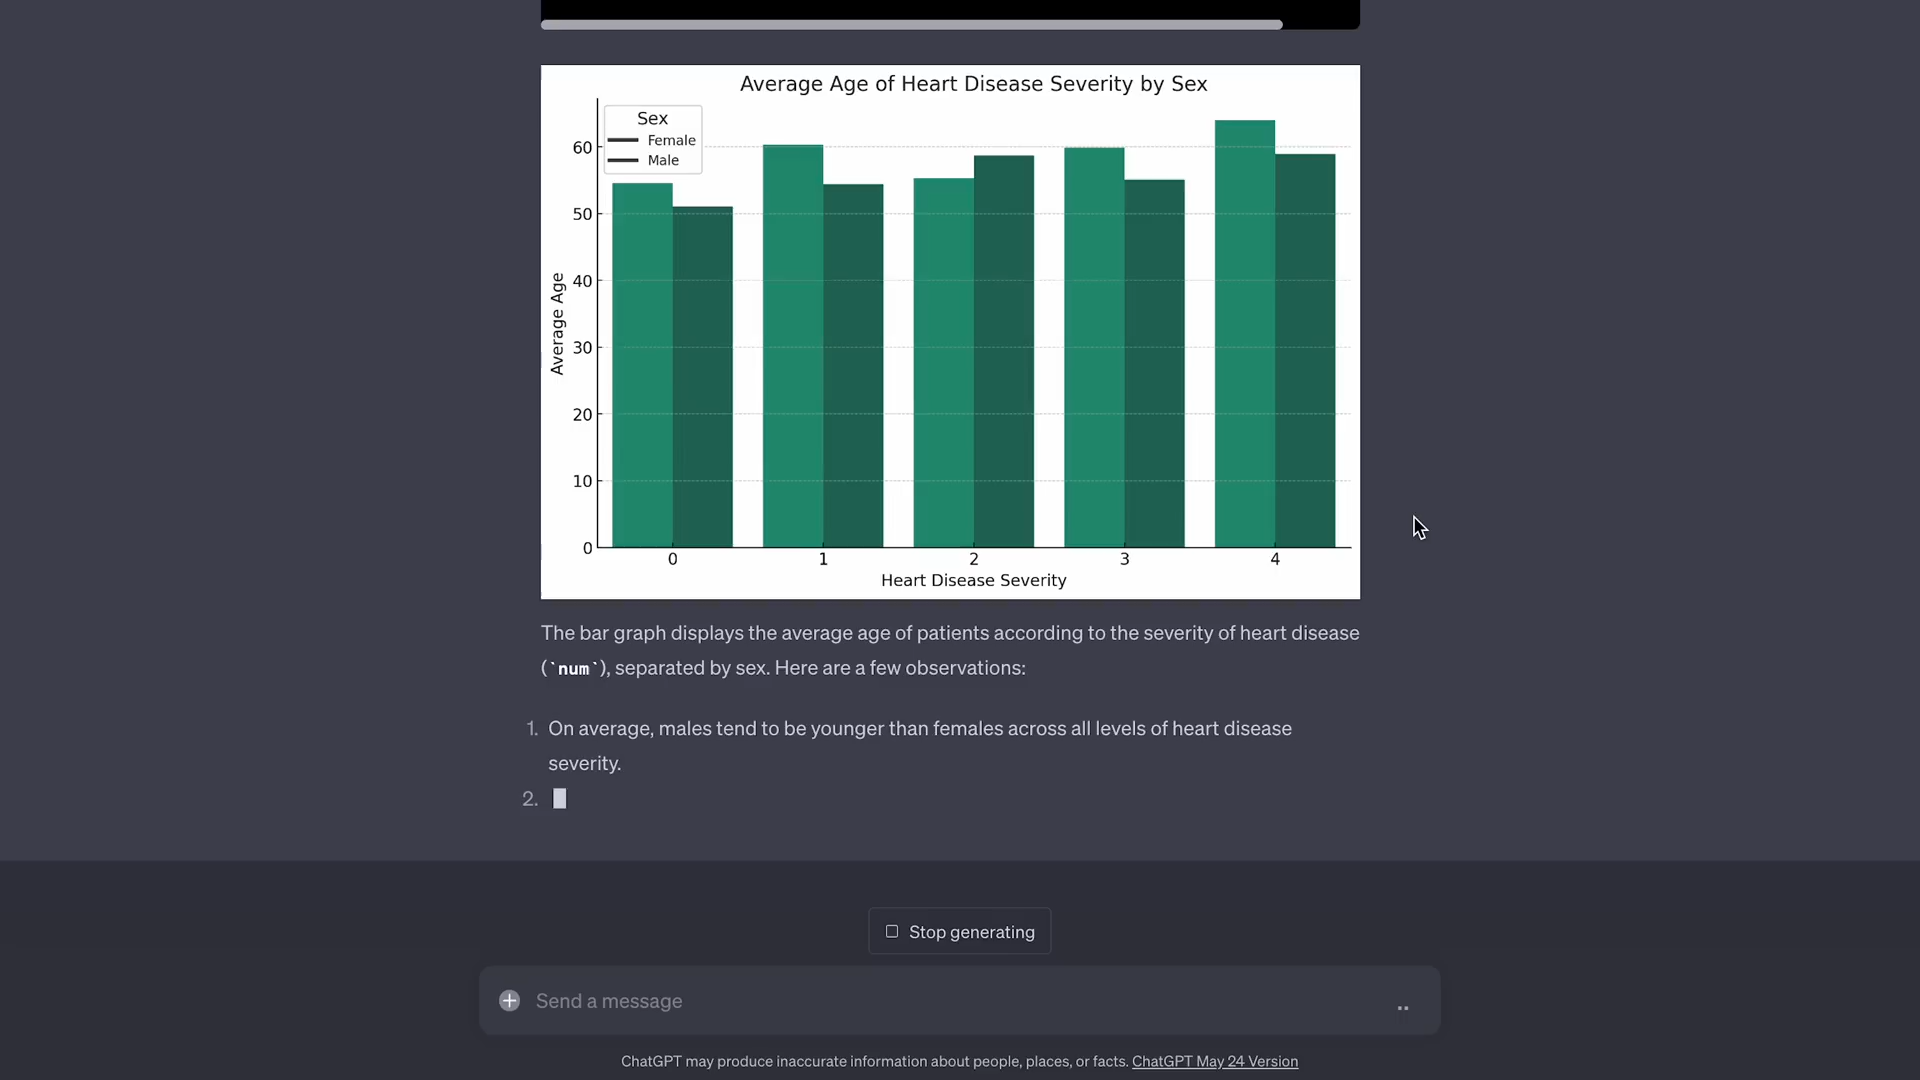 Average Age of Heart Disease Severity by Sex
Sex
Female
Male
60
50
40
30
20
10
0
Average Age
0 1 2 3 4
Heart Disease Severity
The bar graph displays the average age of patients according to the severity of heart disease
(`num`), separated by sex. Here are a few observations:
1. On average, males tend to be younger than females across all levels of heart disease
severity.
2.
Stop generating
Send a message
ChatGPT may produce inaccurate information about people, places, or facts. ChatGPT May 24 Version